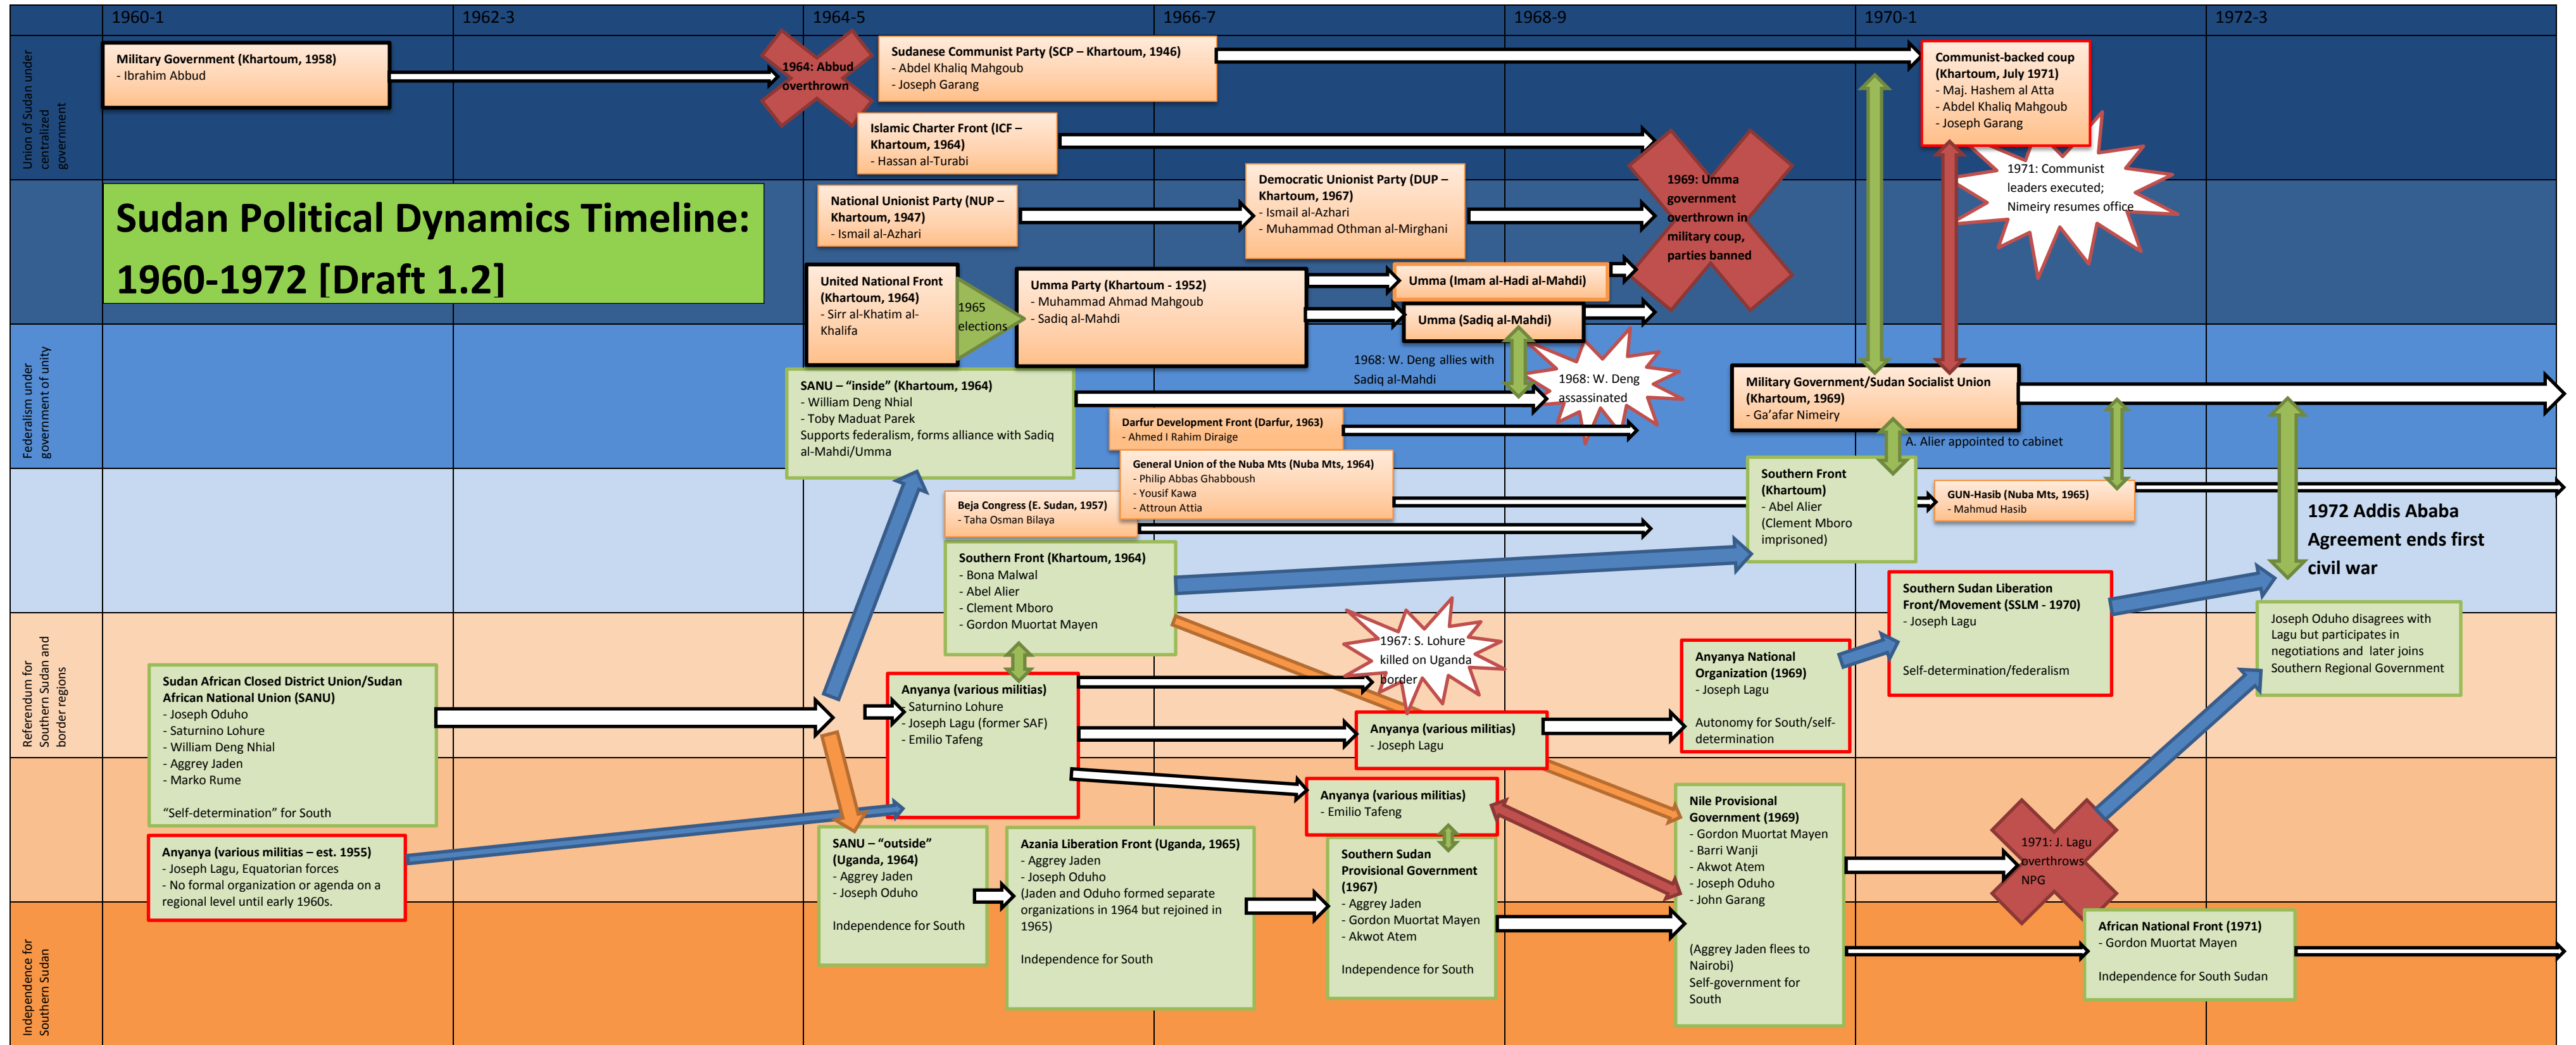 1960-1
1962-3
1964-5
1966-7
1968-9
1970-1
1972-3
Union of Sudan under
centralized
government
Federalism under
government of unity
Referendum for
Southern Sudan and
border regions
Independence for
Southern Sudan
Sudan Political Dynamics Timeline:
1960-1972 [Draft 1.2]
Military Government (Khartoum, 1958)
- Ibrahim Abbud
1964: Abbud
overthrown
Sudanese Communist Party (SCP – Khartoum, 1946)
- Abdel Khaliq Mahgoub
- Joseph Garang
Communist-backed coup
(Khartoum, July 1971)
- Maj. Hashem al Atta
- Abdel Khaliq Mahgoub
- Joseph Garang
1971: Communist
leaders executed;
Nimeiry resumes office
Islamic Charter Front (ICF –
Khartoum, 1964)
- Hassan al-Turabi
National Unionist Party (NUP –
Khartoum, 1947)
- Ismail al-Azhari
Democratic Unionist Party (DUP –
Khartoum, 1967)
- Ismail al-Azhari
- Muhammad Othman al-Mirghani
1969: Umma
government
overthrown in
military coup,
parties banned
United National Front
(Khartoum, 1964)
- Sirr al-Khatim al-
Khalifa
1965
elections
Umma Party (Khartoum - 1952)
- Muhammad Ahmad Mahgoub
- Sadiq al-Mahdi
Umma (Imam al-Hadi al-Mahdi)
Umma (Sadiq al-Mahdi)
1968: W. Deng allies with
Sadiq al-Mahdi
1968: W. Deng
assassinated
SANU – “inside” (Khartoum, 1964)
- William Deng Nhial
- Toby Maduat Parek
Supports federalism, forms alliance with Sadiq
al-Mahdi/Umma
Darfur Development Front (Darfur, 1963)
- Ahmed I Rahim Diraige
General Union of the Nuba Mts (Nuba Mts, 1964)
- Philip Abbas Ghabboush
- Yousif Kawa
- Attroun Attia
Beja Congress (E. Sudan, 1957)
- Taha Osman Bilaya
Military Government/Sudan Socialist Union
(Khartoum, 1969)
- Ga’afar Nimeiry
A. Alier appointed to cabinet
Southern Front
(Khartoum)
- Abel Alier
(Clement Mboro
imprisoned)
GUN-Hasib (Nuba Mts, 1965)
- Mahmud Hasib
1972 Addis Ababa
Agreement ends first
civil war
Southern Front (Khartoum, 1964)
- Bona Malwal
- Abel Alier
- Clement Mboro
- Gordon Muortat Mayen
1967: S. Lohure
killed on Uganda
border
Southern Sudan Liberation
Front/Movement (SSLM - 1970)
- Joseph Lagu
Self-determination/federalism
Joseph Oduho disagrees with
Lagu but participates in
negotiations and later joins
Southern Regional Government
Sudan African Closed District Union/Sudan
African National Union (SANU)
- Joseph Oduho
- Saturnino Lohure
- William Deng Nhial
- Aggrey Jaden
- Marko Rume
“Self-determination” for South
Anyanya (various militias)
- Saturnino Lohure
- Joseph Lagu (former SAF)
- Emilio Tafeng
Anyanya (various militias)
- Joseph Lagu
Anyanya National
Organization (1969)
- Joseph Lagu
Autonomy for South/self-
determination
Anyanya (various militias – est. 1955)
- Joseph Lagu, Equatorian forces
- No formal organization or agenda on a
regional level until early 1960s.
SANU – “outside”
(Uganda, 1964)
- Aggrey Jaden
- Joseph Oduho
Independence for South
Azania Liberation Front (Uganda, 1965)
- Aggrey Jaden
- Joseph Oduho
(Jaden and Oduho formed separate
organizations in 1964 but rejoined in
1965)
Independence for South
Anyanya (various militias)
- Emilio Tafeng
Southern Sudan
Provisional Government
(1967)
- Aggrey Jaden
- Gordon Muortat Mayen
- Akwot Atem
Independence for South
Nile Provisional
Government (1969)
- Gordon Muortat Mayen
- Barri Wanji
- Akwot Atem
- Joseph Oduho
- John Garang
(Aggrey Jaden flees to
Nairobi)
Self-government for
South
1971: J. Lagu
overthrows
NPG
African National Front (1971)
- Gordon Muortat Mayen
Independence for South Sudan